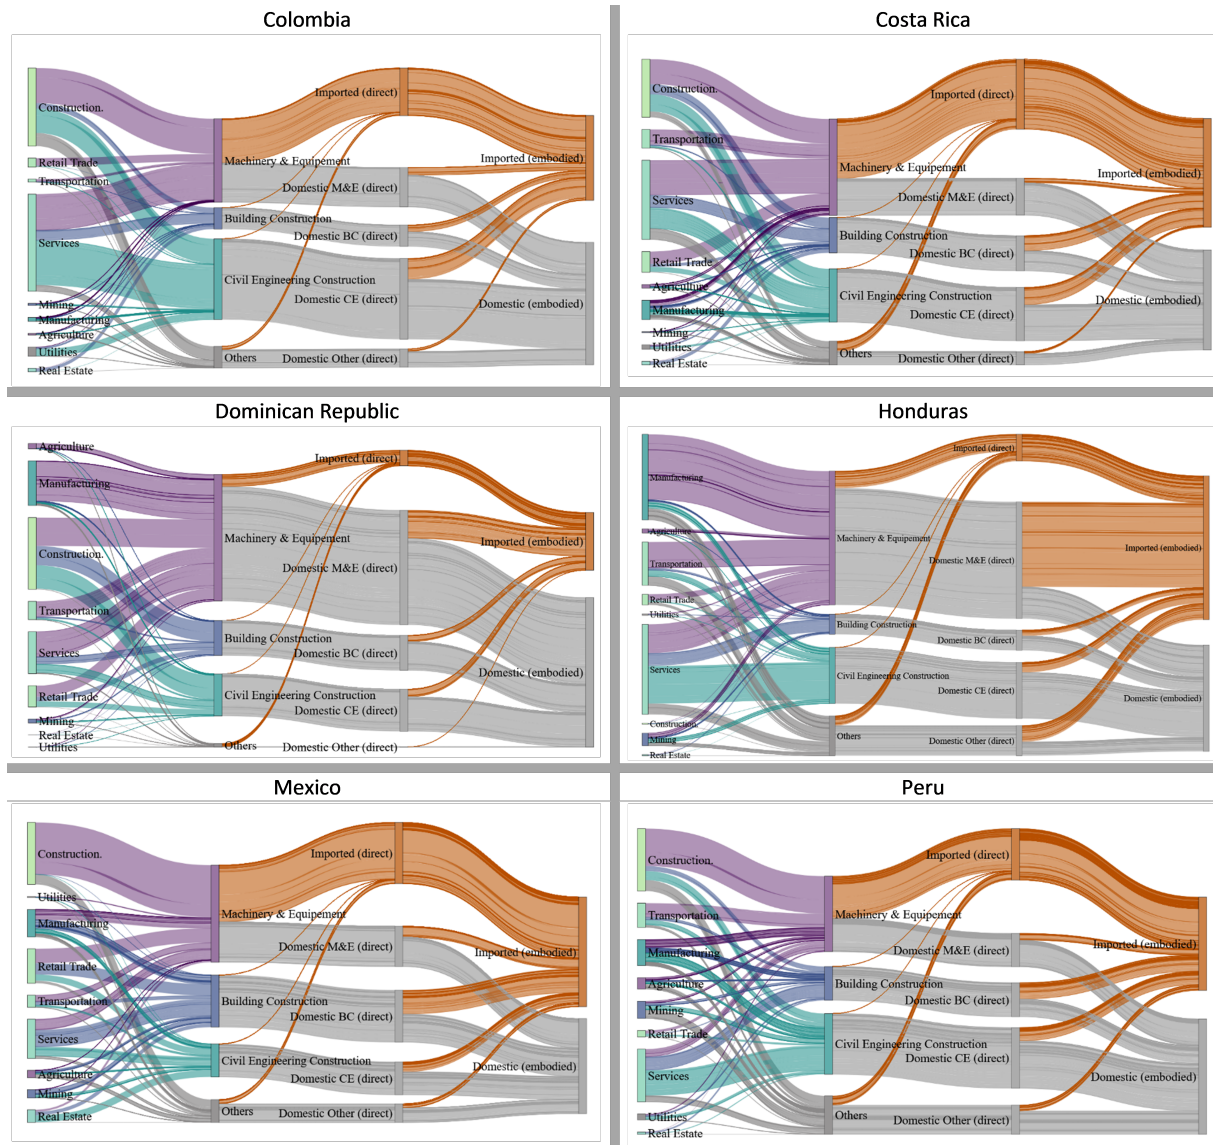 Colombia
Construction.
Retail Trade
Transportation
Services
Mining
Manufacturing
Agriculture
Utilities
Real Estate
Machinery & Equipement
Building Construction
Civil Engineering Construction
Others
Imported (direct)
Domestic M&E (direct)
Domestic BC (direct)
Domestic CE (direct)
Domestic Other (direct)
Imported (embodied)
Domestic (embodied)
Costa Rica
Construction.
Transportation
Services
Retail Trade
Agriculture
Manufacturing
Mining
Utilities
Real Estate
Machinery & Equipement
Building Construction
Civil Engineering Construction
Others
Imported (direct)
Domestic M&E (direct)
Domestic BC (direct)
Domestic CE (direct)
Domestic Other (direct)
Imported (embodied)
Domestic (embodied)
Dominican Republic
Agriculture
Manufacturing
Construction.
Transportation
Services
Retail Trade
Mining
Real Estate
Utilities
Machinery & Equipement
Building Construction
Civil Engineering Construction
Others
Imported (direct)
Domestic M&E (direct)
Domestic BC (direct)
Domestic CE (direct)
Domestic Other (direct)
Imported (embodied)
Domestic (embodied)
Honduras
Manufacturing
Agriculture
Transportation
Retail Trade
Utilities
Services
Construction.
Mining
Real Estate
Machinery & Equipement
Building Construction
Civil Engineering Construction
Others
Imported (direct)
Domestic M&E (direct)
Domestic BC (direct)
Domestic CE (direct)
Domestic Other (direct)
Imported (embodied)
Domestic (embodied)
Mexico
Construction.
Utilities
Manufacturing
Retail Trade
Transportation
Services
Agriculture
Mining
Real Estate
Machinery & Equipement
Building Construction
Civil Engineering Construction
Others
Imported (direct)
Domestic M&E (direct)
Domestic BC (direct)
Domestic CE (direct)
Domestic Other (direct)
Imported (embodied)
Domestic (embodied)
Peru
Construction.
Transportation
Manufacturing
Agriculture
Mining
Retail Trade
Services
Utilities
Real Estate
Machinery & Equipement
Building Construction
Civil Engineering Construction
Others
Imported (direct)
Domestic M&E (direct)
Domestic BC (direct)
Domestic CE (direct)
Domestic Other (direct)
Imported (embodied)
Domestic (embodied)